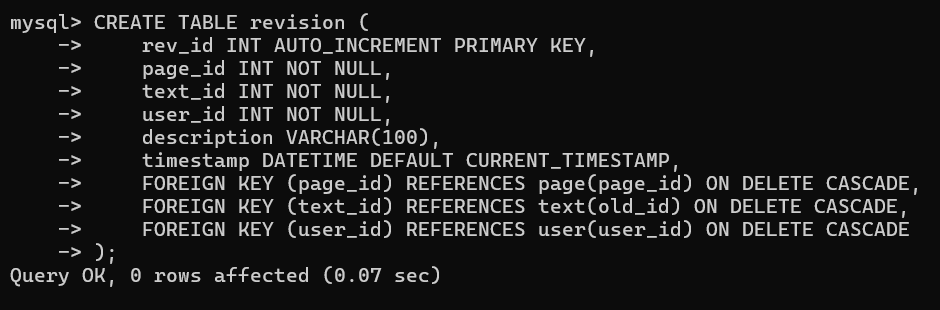 mysql> CREATE TABLE revision (
    ->     rev_id INT AUTO_INCREMENT PRIMARY KEY,
    ->     page_id INT NOT NULL,
    ->     text_id INT NOT NULL,
    ->     user_id INT NOT NULL,
    ->     description VARCHAR(100),
    ->     timestamp DATETIME DEFAULT CURRENT_TIMESTAMP,
    ->     FOREIGN KEY (page_id) REFERENCES page(page_id) ON DELETE CASCADE,
    ->     FOREIGN KEY (text_id) REFERENCES text(old_id) ON DELETE CASCADE,
    ->     FOREIGN KEY (user_id) REFERENCES user(user_id) ON DELETE CASCADE
    -> );
Query OK, 0 rows affected (0.07 sec)